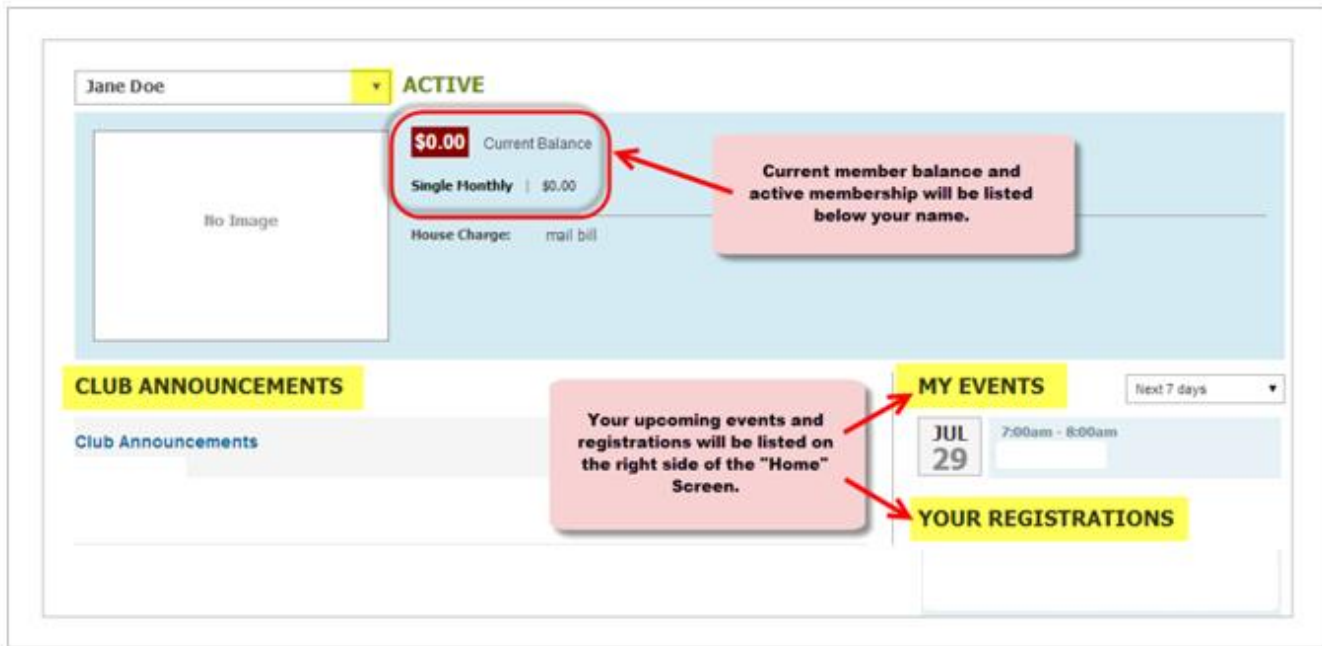 Jane Doe
ACTIVE
$0.00 Current Balance
Single Monthly | $0.00
House Charge: mail bill
No Image
Current member balance and
active membership will be listed
below your name.
CLUB ANNOUNCEMENTS
Club Announcements
Your upcoming events and
registrations will be listed on
the right side of the "Home"
Screen.
MY EVENTS
Next 7 days
JUL
29
7:00am - 8:00am
YOUR REGISTRATIONS